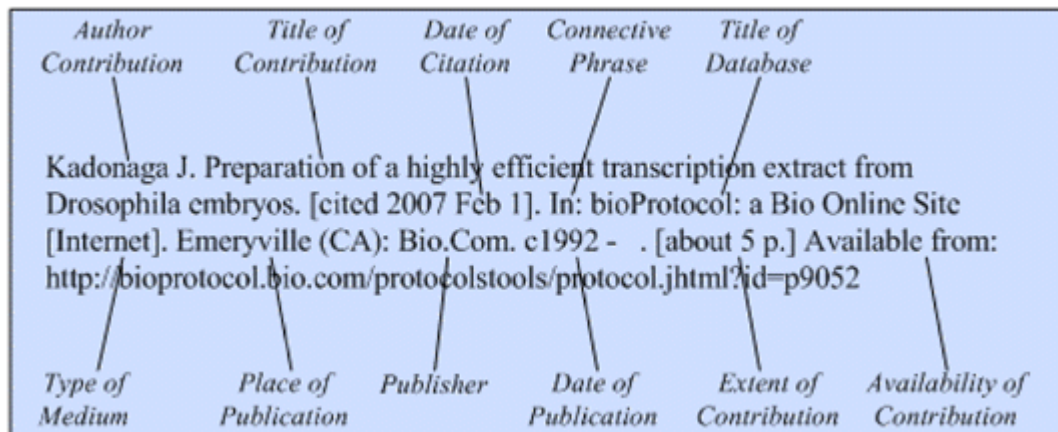 Author Title of Date of Connective Title of
Contribution Contribution Citation Phrase Database
Kadonaga J. Preparation of a highly efficient transcription extract from
Drosophila embryos. [cited 2007 Feb 1]. In: bioProtocol: a Bio Online Site
[Internet]. Emeryville (CA): Bio.Com. c1992 - . [about 5 p.] Available from:
http://bioprotocol.bio.com/protocolstools/protocol.jhtml?id=p9052
Type of Place of Publisher Date of Extent of Availability of
Medium Publication Publication Contribution Contribution